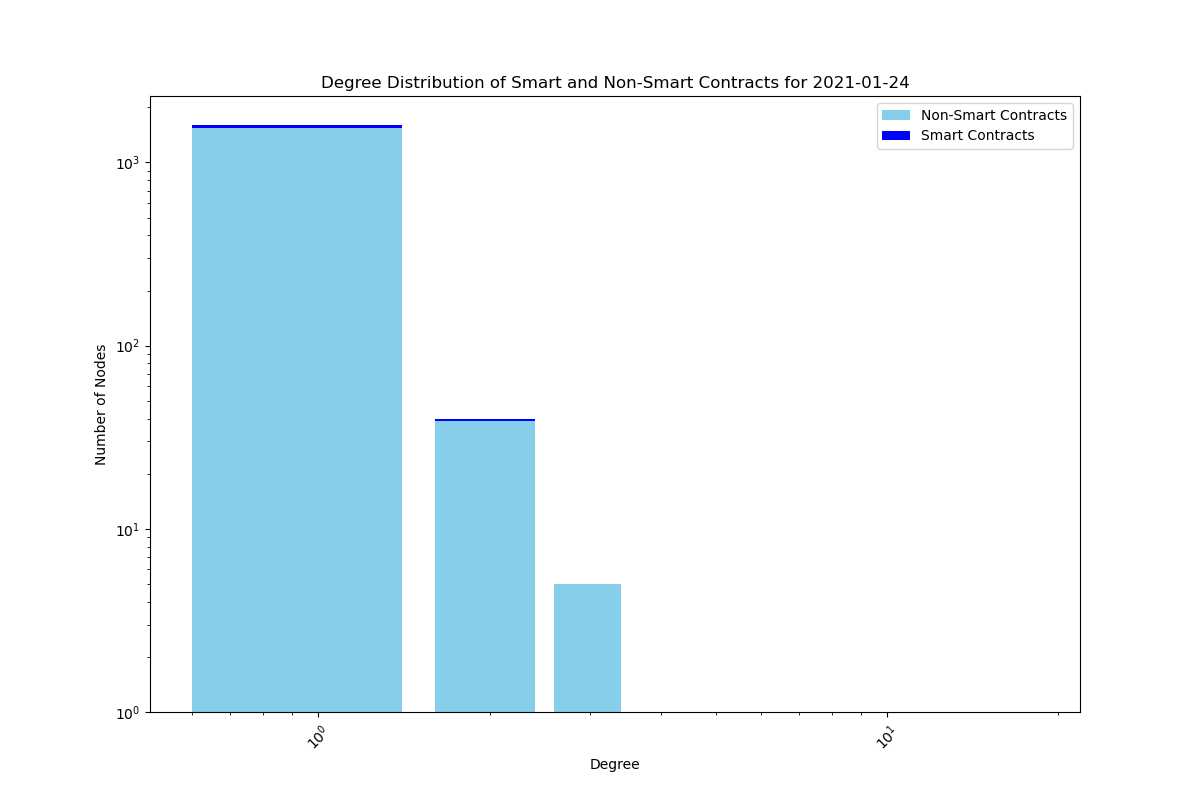 Degree Distribution of Smart and Non-Smart Contracts for 2021-01-24
Non-Smart Contracts
Smart Contracts
Number of Nodes
10³
10²
10¹
10⁰
10⁰
10¹
Degree